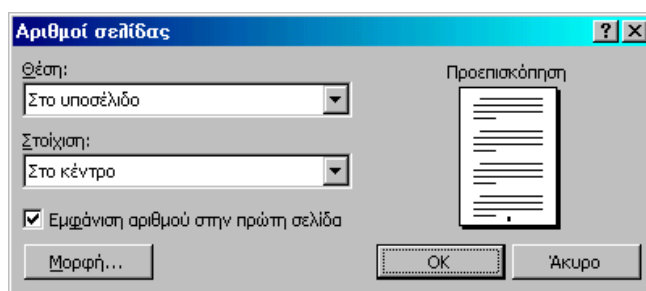 Αριθμοί σελίδας
Θέση:
Στο υποσέλιδο
Στοίχιση:
Στο κέντρο
Εμφάνιση αριθμού στην πρώτη σελίδα
Μορφή...
Προεπισκόπηση
OK
Άκυρο